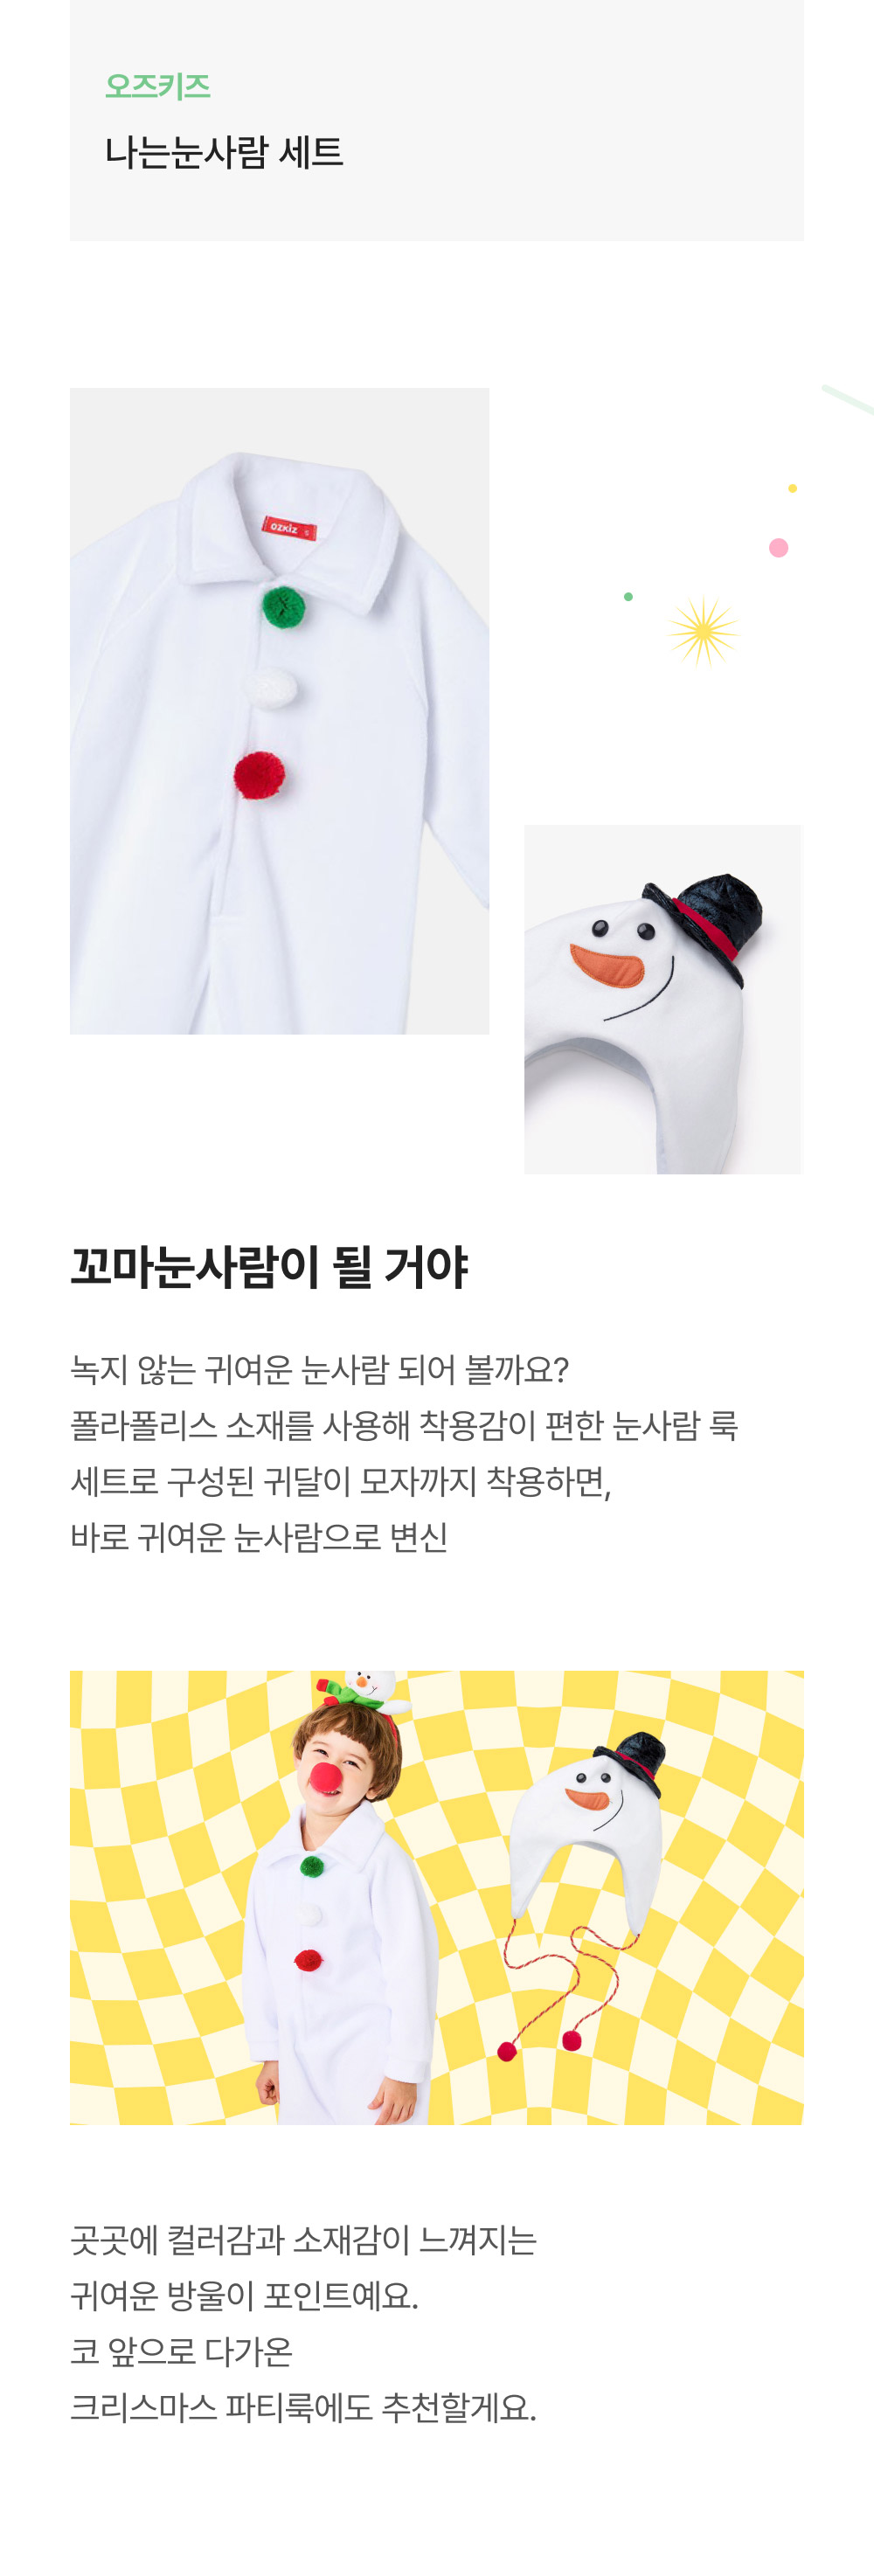 오즈키즈
나는눈사람 세트
OZKIZ
꼬마눈사람이 될 거야
녹지 않는 귀여운 눈사람 되어 볼까요?
폴라폴리스 소재를 사용해 착용감이 편한 눈사람 룩
세트로 구성된 귀달이 모자까지 착용하면,
바로 귀여운 눈사람으로 변신
곳곳에 컬러감과 소재감이 느껴지는
귀여운 방울이 포인트예요.
코 앞으로 다가온
크리스마스 파티룩에도 추천할게요.